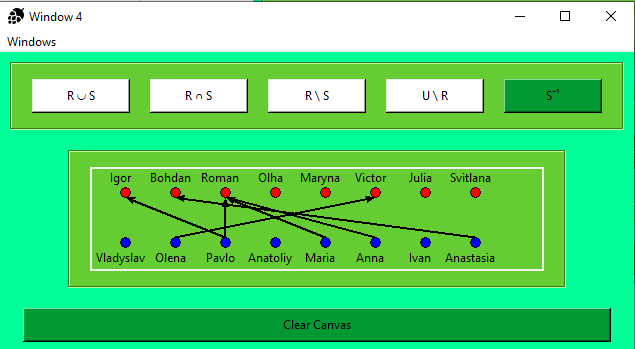 Window 4
Windows
R ∪ S R ∩ S R \ S U \ R S⁻¹
Igor Bohdan Roman Olha Maryna Victor Julia Svitlana
Vladyslav Olena Pavlo Anatoliy Maria Anna Ivan Anastasia
Clear Canvas